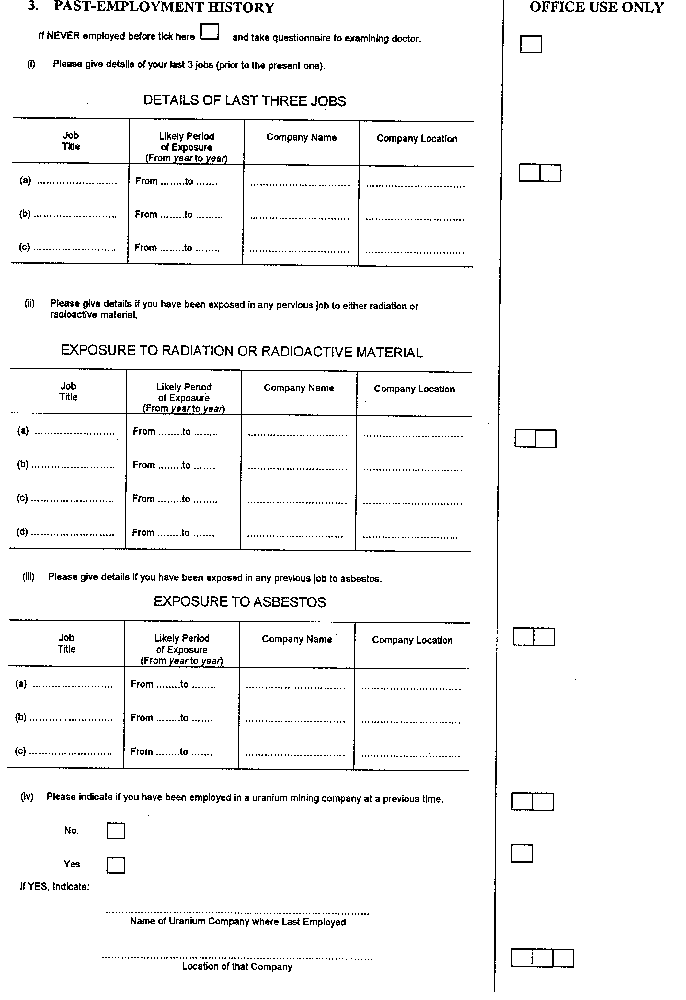 3. PAST-EMPLOYMENT HISTORY
OFFICE USE ONLY
If NEVER employed before tick here and take questionnaire to examining doctor.
(i) Please give details of your last 3 jobs (prior to the present one).
DETAILS OF LAST THREE JOBS
Job
Title
Likely Period
of Exposure
(From year to year)
Company Name
Company Location
(a) ......................... From ........to ....... ............................... ...............................
(b) .......................... From ........to ......... ............................... ...............................
(c) .......................... From ........to ........ ............................... ...............................
(ii) Please give details if you have been exposed in any pervious job to either radiation or
radioactive material.
EXPOSURE TO RADIATION OR RADIOACTIVE MATERIAL
Job
Title
Likely Period
of Exposure
(From year to year)
Company Name
Company Location
(a) ......................... From ........to ........ ............................... ...............................
(b) .......................... From ........to ....... ............................... ...............................
(c) .......................... From ........to ........ ............................... ...............................
(d) .......................... From ........to ....... .............................. ..............................
(iii) Please give details if you have been exposed in any previous job to asbestos.
EXPOSURE TO ASBESTOS
Job
Title
Likely Period
of Exposure
(From year to year)
Company Name
Company Location
(a) ......................... From ........to ........ ............................... ...............................
(b) .......................... From ........to ....... ............................... ...............................
(c) .......................... From ........to ....... ............................... ...............................
(iv) Please indicate if you have been employed in a uranium mining company at a previous time.
No.
Yes
If YES, Indicate:
..................................................................................
Name of Uranium Company where Last Employed
....................................................................................
Location of that Company